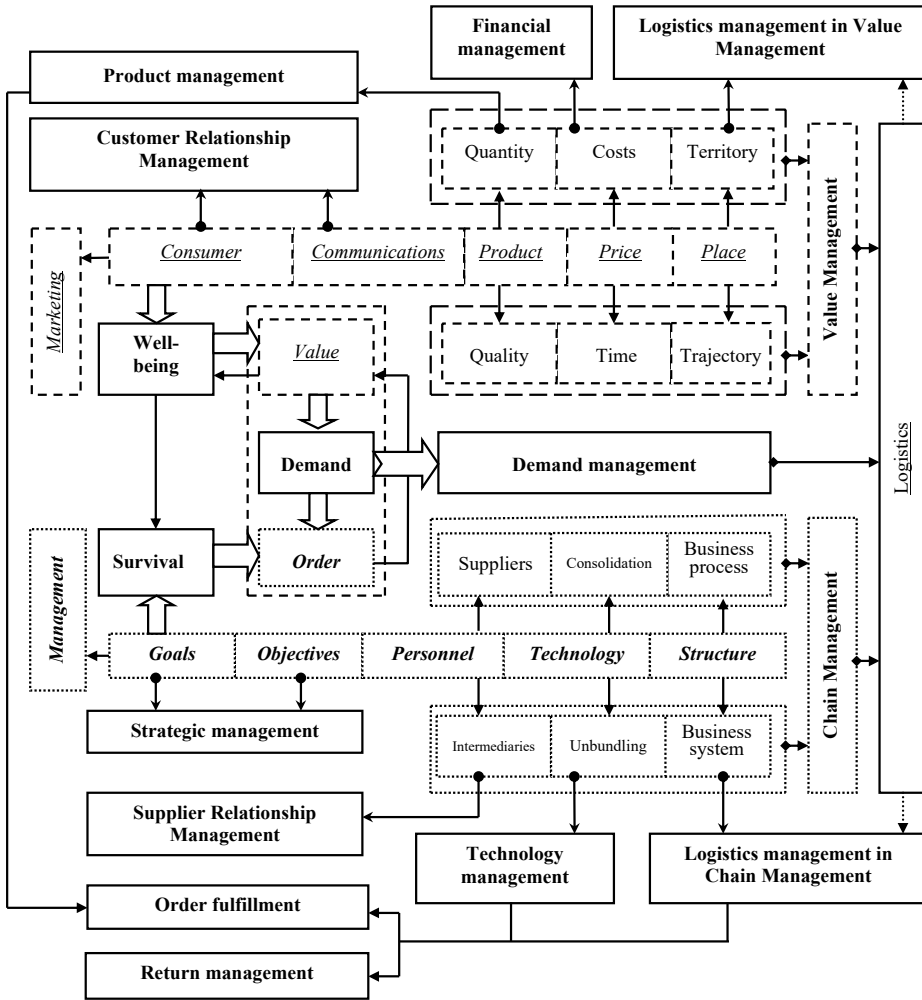 Financial
management
Logistics management in Value
Management
Product management
Customer Relationship
Management
Quantity
Costs
Territory
Value Management
Marketing
Consumer
Communications
Product
Price
Place
Well-
being
Value
Quality
Time
Trajectory
Logistics
Demand
Demand management
Management
Survival
Order
Suppliers
Consolidation
Business
process
Chain Management
Goals
Objectives
Personnel
Technology
Structure
Strategic management
Intermediaries
Unbundling
Business
system
Supplier Relationship
Management
Technology
management
Logistics management in
Chain Management
Order fulfillment
Return management